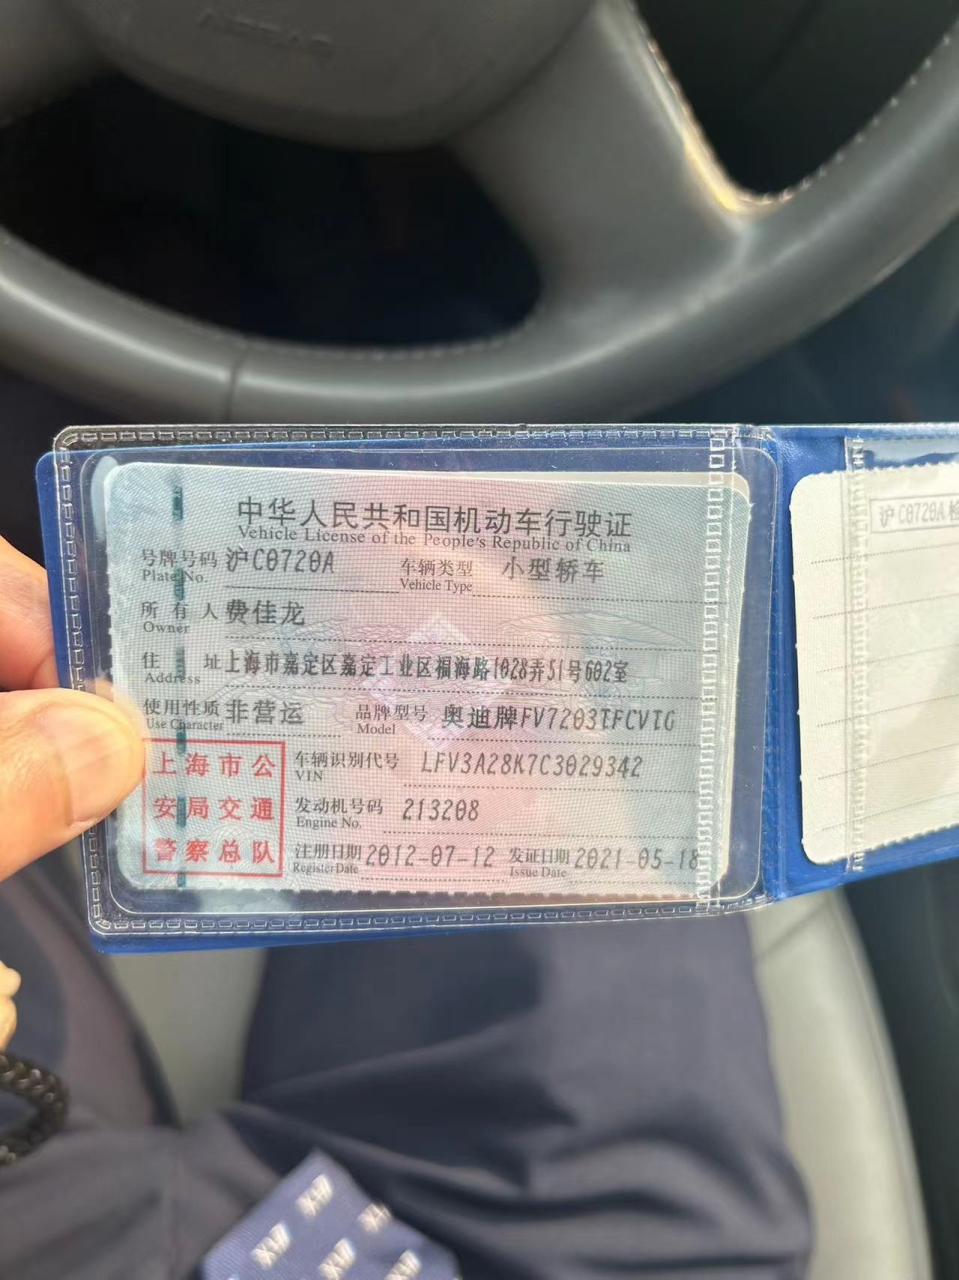 中华人民共和国机动车行驶证
Vehicle License of the People's Republic of China
号牌号码 沪C0720A 车辆类型 小型轿车
Plate No. Vehicle Type
所有人 费佳龙
Owner
住址 上海市嘉定区嘉定工业区福海路1028弄51号602室
Address
使用性质 非营运 品牌型号 奥迪牌FV7203TFCVTG
Use Character Model
上海市公 车辆识别代号 LFV3A28K7C3029342
VIN
安局交通 发动机号码 213208
Engine No.
警察总队 注册日期 2012-07-12 发证日期 2021-05-18
Register Date Issue Date
沪C0720A